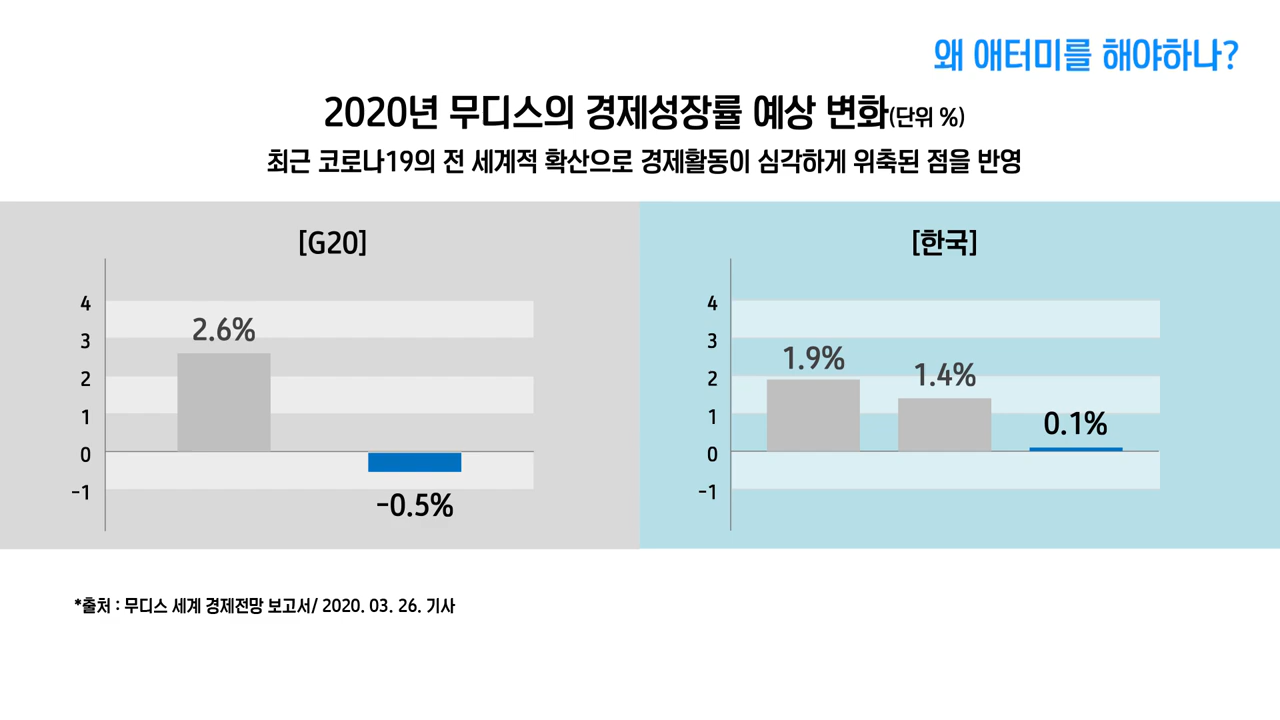 왜 애터미를 해야하나?
2020년 무디스의 경제성장률 예상 변화(단위 %)
최근 코로나19의 전 세계적 확산으로 경제활동이 심각하게 위축된 점을 반영
[G20]
4
3
2
1
0
-1
2.6%
-0.5%
[한국]
4
3
2
1
0
-1
1.9%
1.4%
0.1%
*출처 : 무디스 세계 경제전망 보고서/ 2020. 03. 26. 기사